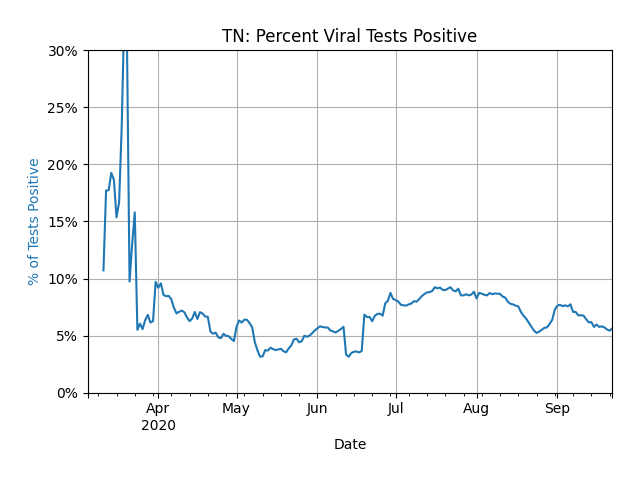 TN: Percent Viral Tests Positive
30%
25%
20%
15%
10%
5%
0%
% of Tests Positive
Apr May Jun Jul Aug Sep
2020
Date